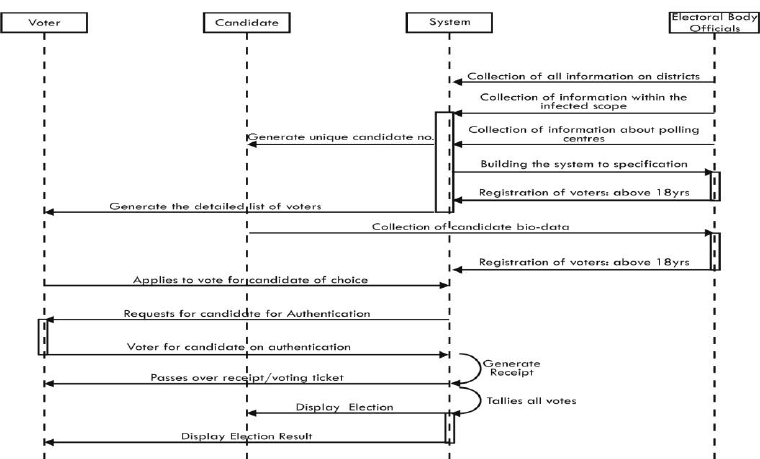 Voter
Candidate
System
Electoral Body
Officials
Collection of all information on districts
Collection of information within the
infected scope
Generate unique candidate no.
Collection of information about polling
centres
Building the system to specification
Registration of voters: above 18yrs
Generate the detailed list of voters
Collection of candidate bio-data
Registration of voters: above 18yrs
Applies to vote for candidate of choice
Requests for candidate for Authentication
Voter for candidate on authentication
Generate
Receipt
Passes over receipt/voting ticket
Tallies all votes
Display Election
Display Election Result